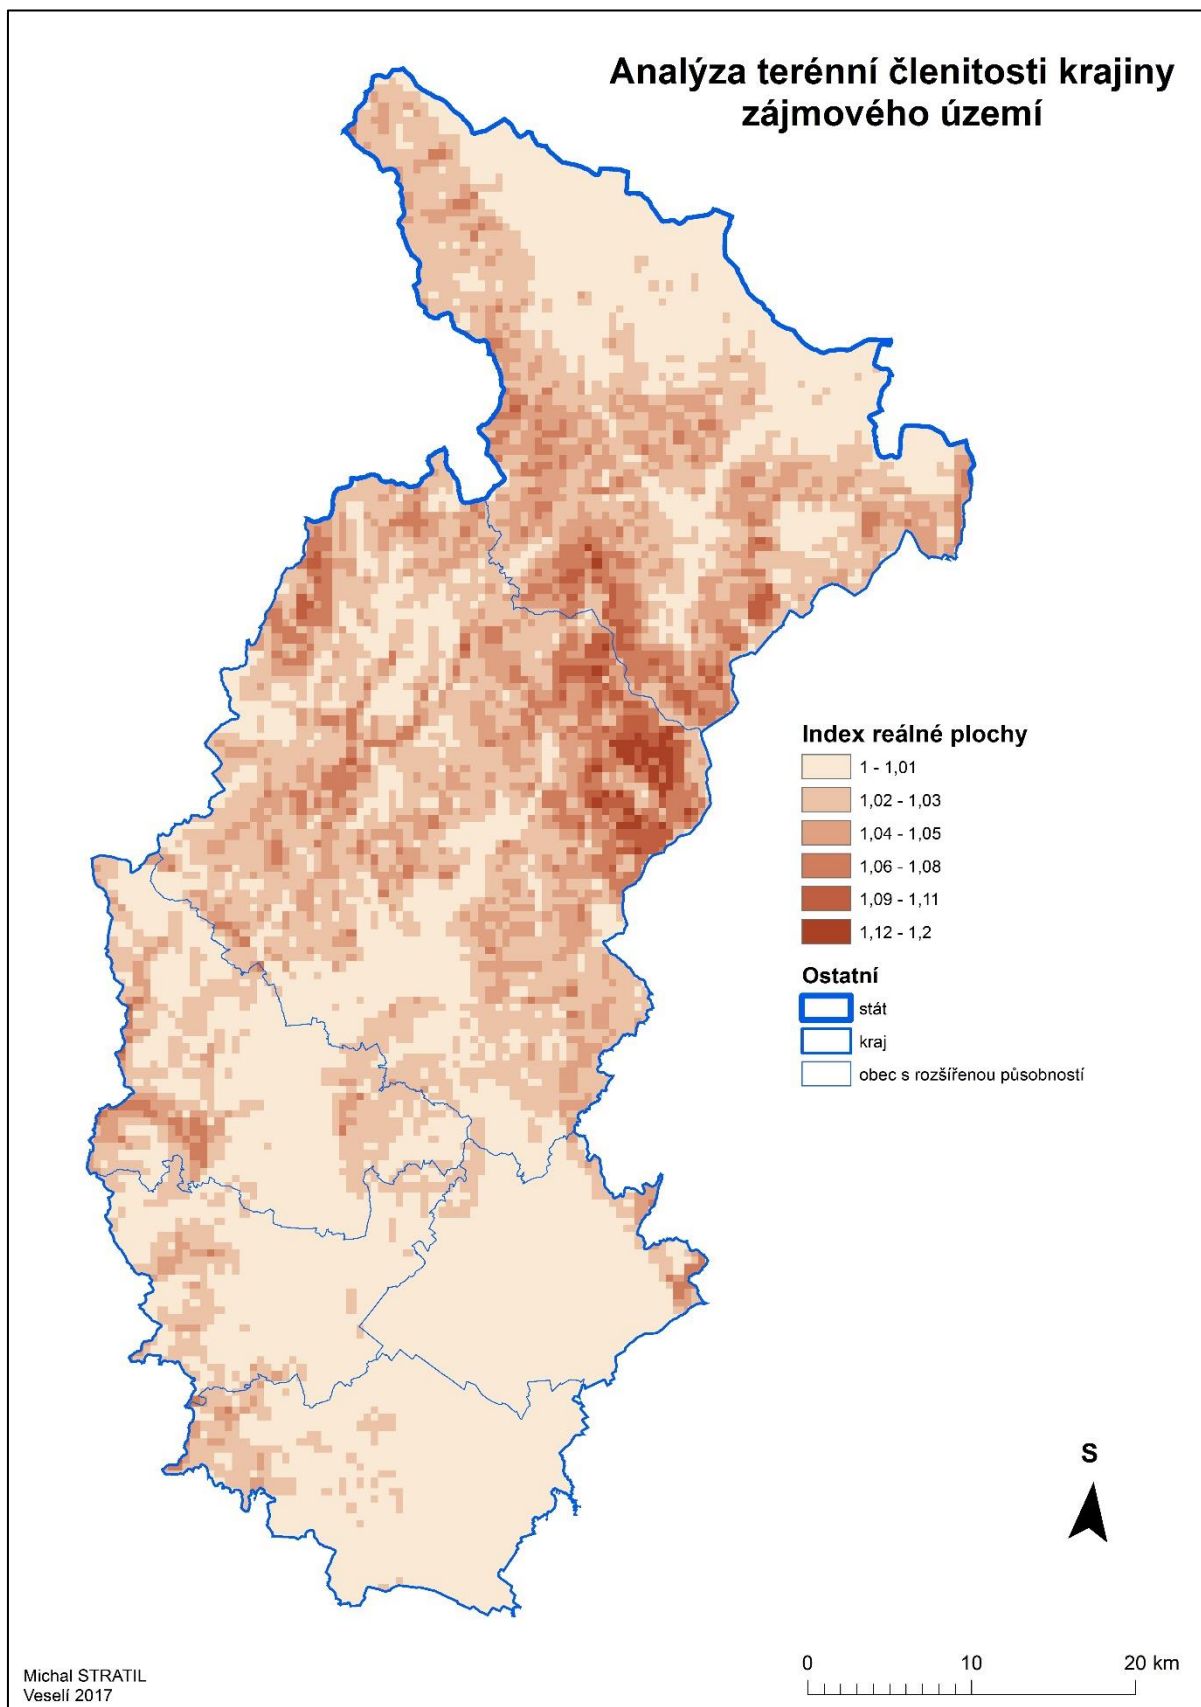 Analýza terénní členitosti krajiny
zájmového území
Index reálné plochy
1 - 1,01
1,02 - 1,03
1,04 - 1,05
1,06 - 1,08
1,09 - 1,11
1,12 - 1,2
Ostatní
stát
kraj
obec s rozšířenou působností
S
Michal STRATIL
Veselí 2017
0 10 20 km